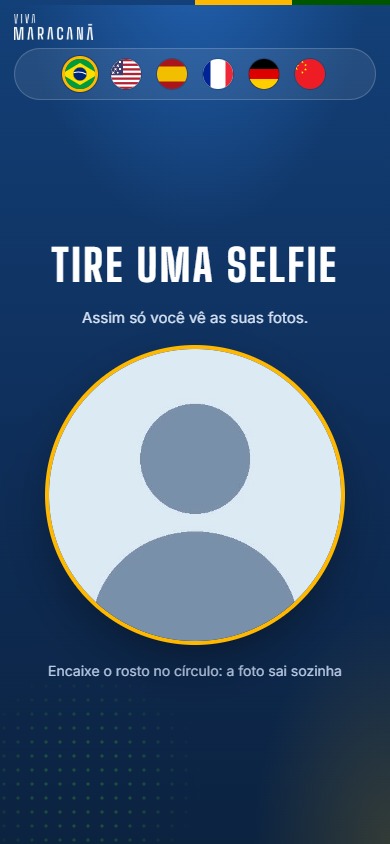 VIVA
MARACANÃ
TIRE UMA SELFIE
Assim só você vê as suas fotos.
Encaixe o rosto no círculo: a foto sai sozinha